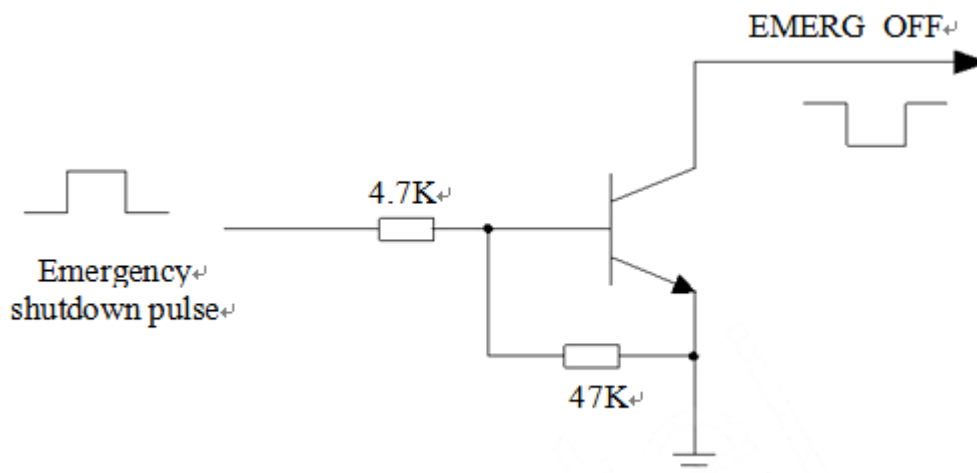 EMERG OFF↵
4.7K↵
Emergency↵
shutdown pulse↵
47K↵